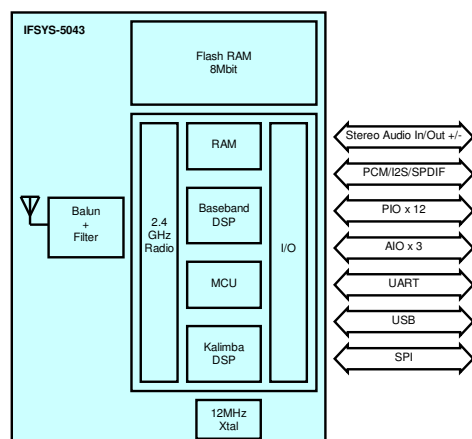 IFSYS-5043
Flash RAM
8Mbit
RAM
Stereo Audio In/Out +/-
PCM/I2S/SPDIF
Balun
+
Filter
2.4
GHz
Radio
Baseband
DSP
I/O
PIO x 12
AIO x 3
MCU
UART
USB
Kalimba
DSP
SPI
12MHz
Xtal